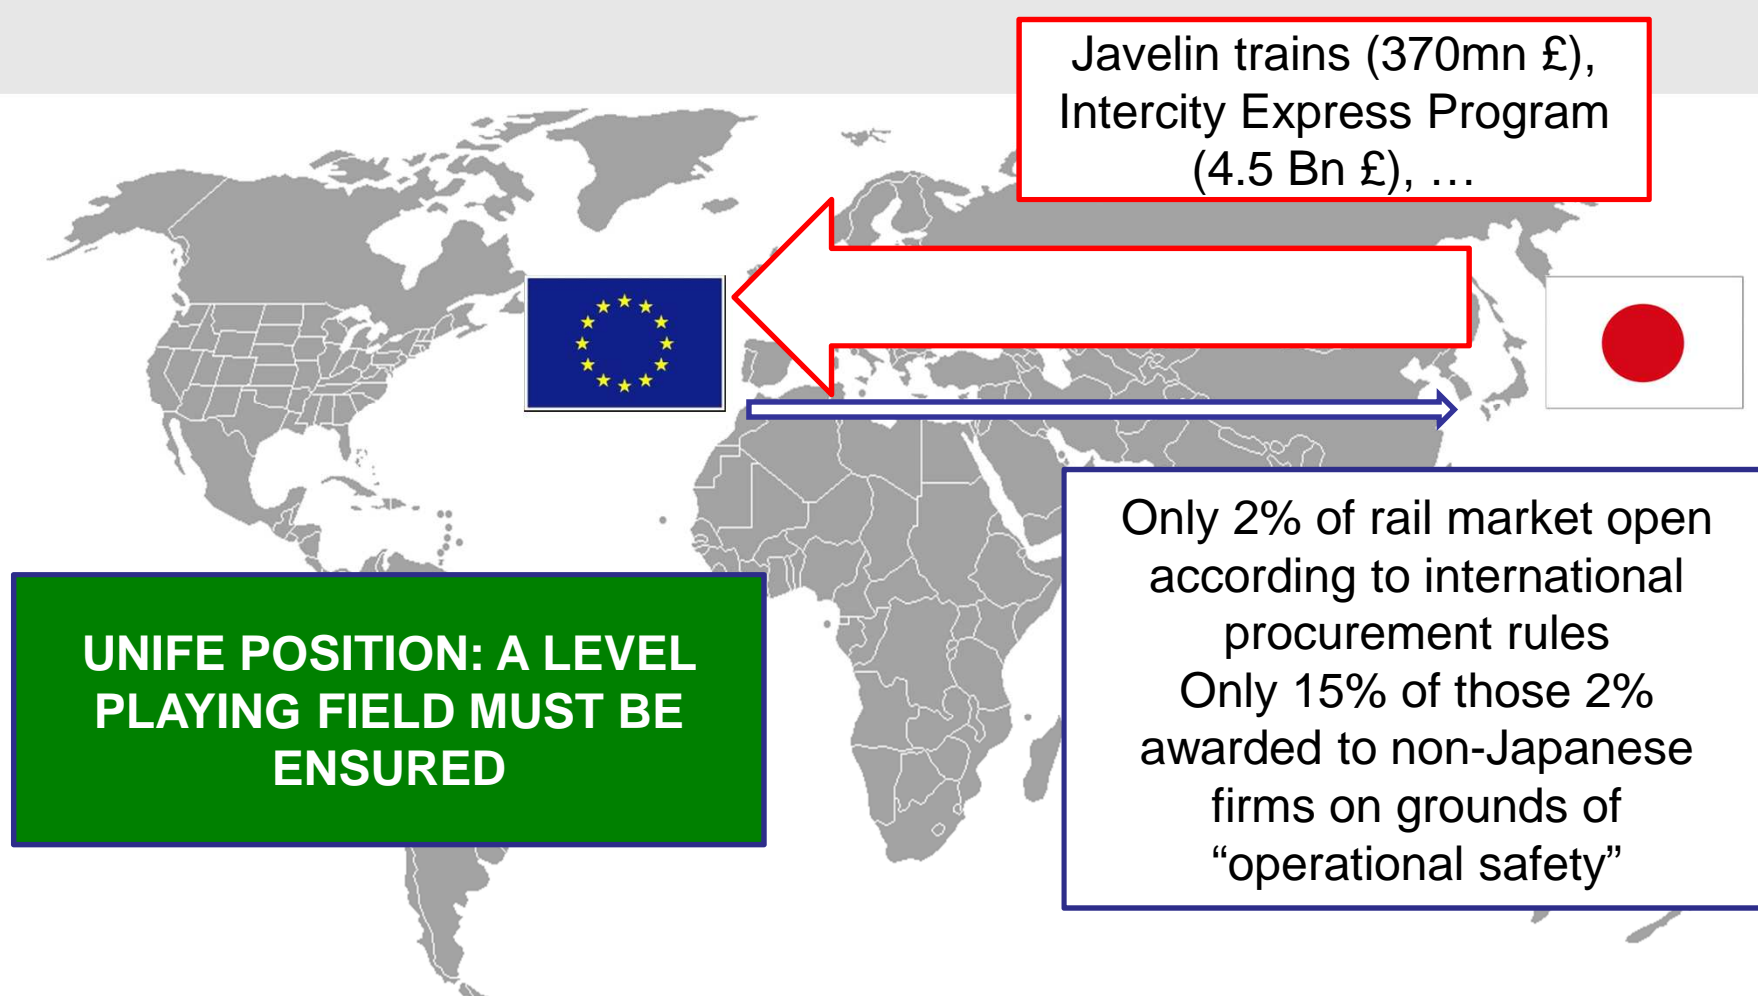 Javelin trains (370mn £),
Intercity Express Program
(4.5 Bn £), …
Only 2% of rail market open
according to international
procurement rules
Only 15% of those 2%
awarded to non-Japanese
firms on grounds of
“operational safety”
UNIFE POSITION: A LEVEL
PLAYING FIELD MUST BE
ENSURED